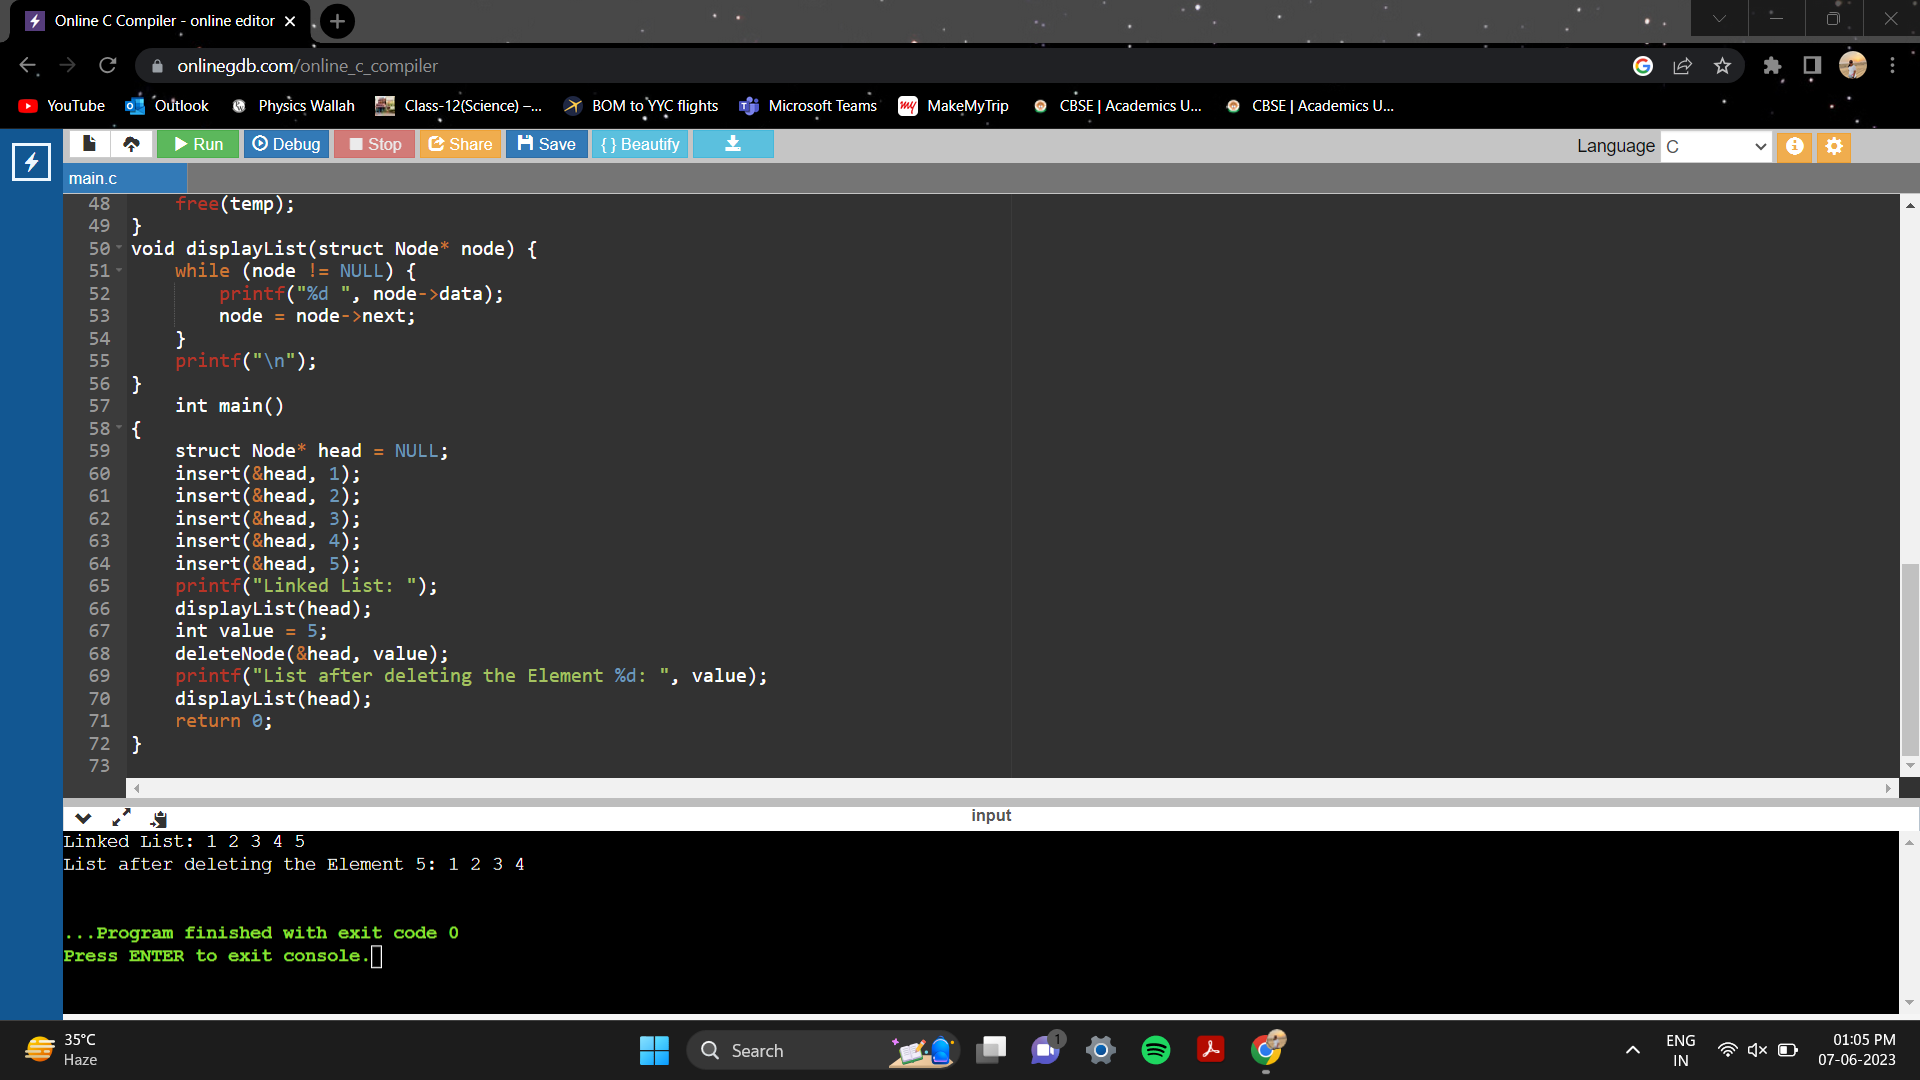 Online C Compiler - online editor
onlinegdb.com/online_c_compiler
YouTube Outlook Physics Wallah Class-12(Science) –... BOM to YYC flights Microsoft Teams MakeMyTrip CBSE | Academics U... CBSE | Academics U...
Run Debug Stop Share Save { } Beautify Language C
main.c
48     free(temp);
49 }
50 void displayList(struct Node* node) {
51     while (node != NULL) {
52         printf("%d ", node->data);
53         node = node->next;
54     }
55     printf("\n");
56 }
57     int main()
58 {
59     struct Node* head = NULL;
60     insert(&head, 1);
61     insert(&head, 2);
62     insert(&head, 3);
63     insert(&head, 4);
64     insert(&head, 5);
65     printf("Linked List: ");
66     displayList(head);
67     int value = 5;
68     deleteNode(&head, value);
69     printf("List after deleting the Element %d: ", value);
70     displayList(head);
71     return 0;
72 }
73
input
Linked List: 1 2 3 4 5
List after deleting the Element 5: 1 2 3 4
...Program finished with exit code 0
Press ENTER to exit console.
35°C
Haze
Search
1
ENG
IN
01:05 PM
07-06-2023